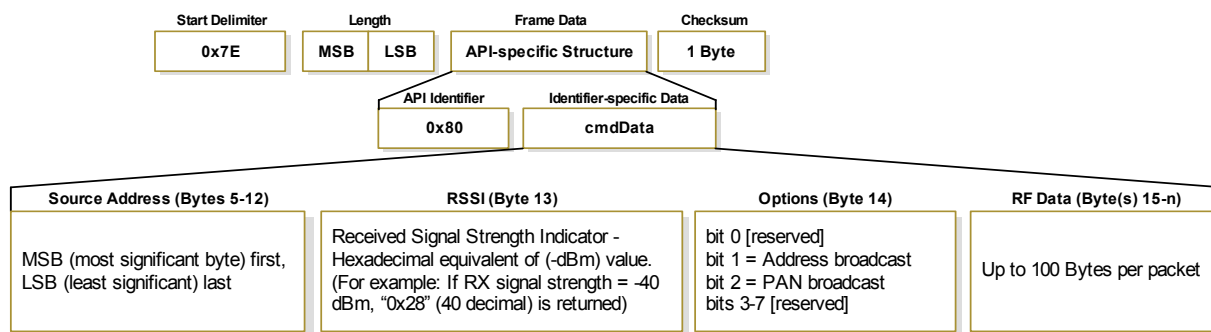 Start Delimiter
Length
Frame Data
Checksum
0x7E
MSB
LSB
API-specific Structure
1 Byte
API Identifier
Identifier-specific Data
0x80
cmdData
Source Address (Bytes 5-12)
MSB (most significant byte) first,
LSB (least significant) last
RSSI (Byte 13)
Received Signal Strength Indicator -
Hexadecimal equivalent of (-dBm) value.
(For example: If RX signal strength = -40
dBm, “0x28” (40 decimal) is returned)
Options (Byte 14)
bit 0 [reserved]
bit 1 = Address broadcast
bit 2 = PAN broadcast
bits 3-7 [reserved]
RF Data (Byte(s) 15-n)
Up to 100 Bytes per packet